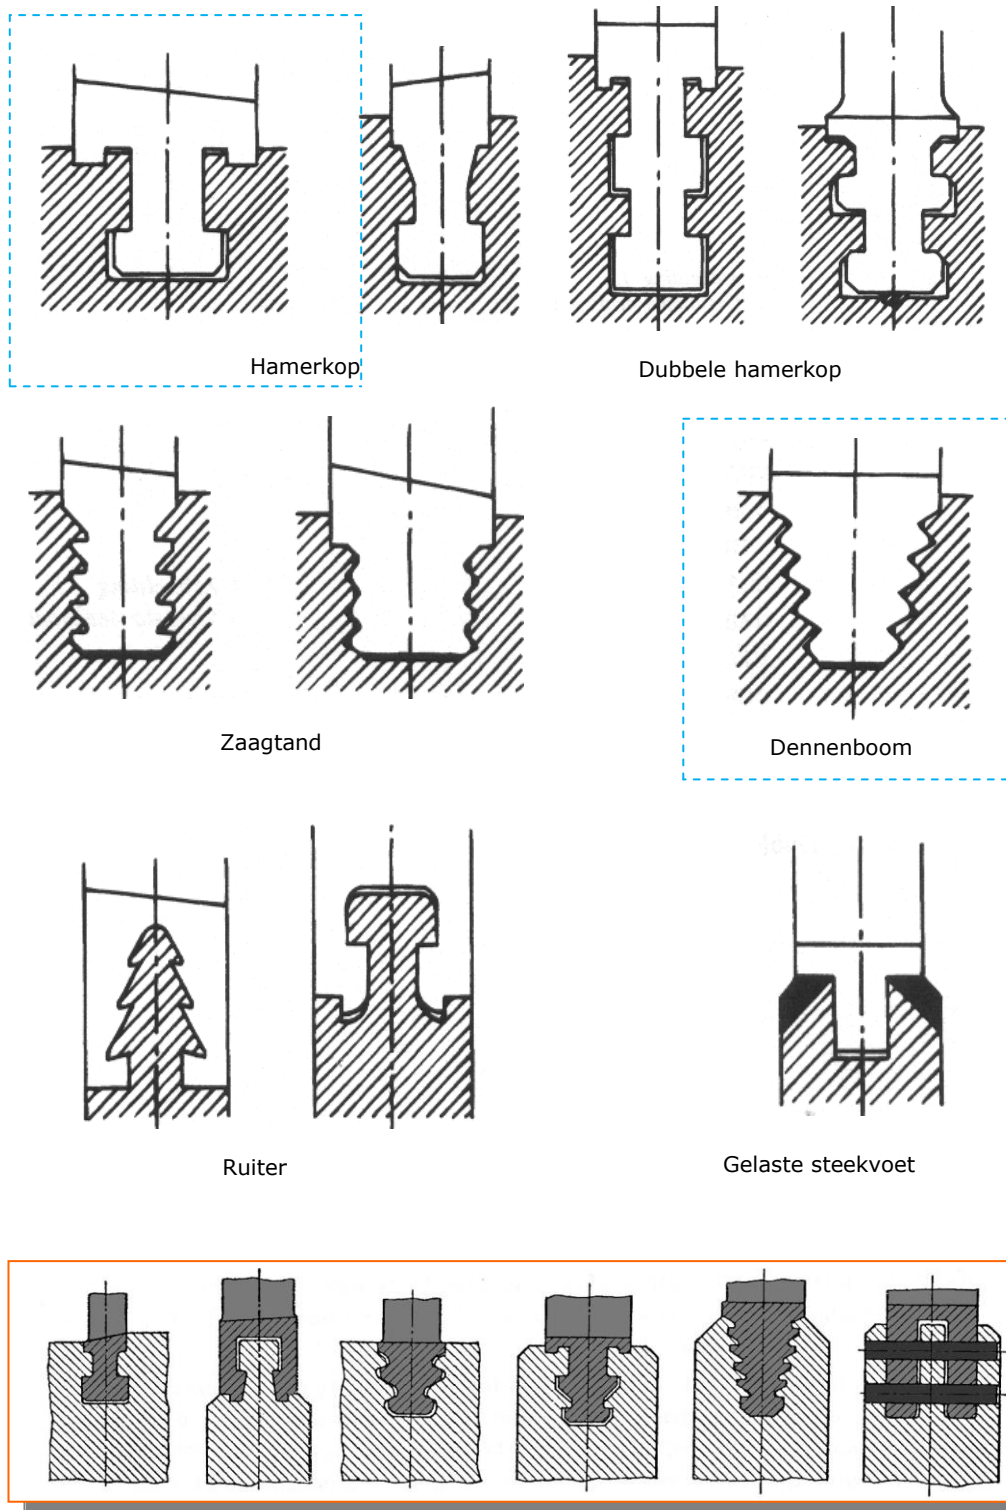 Hamerkop
Dubbele hamerkop
Zaagtand
Dennenboom
Ruiter
Gelaste steekvoet